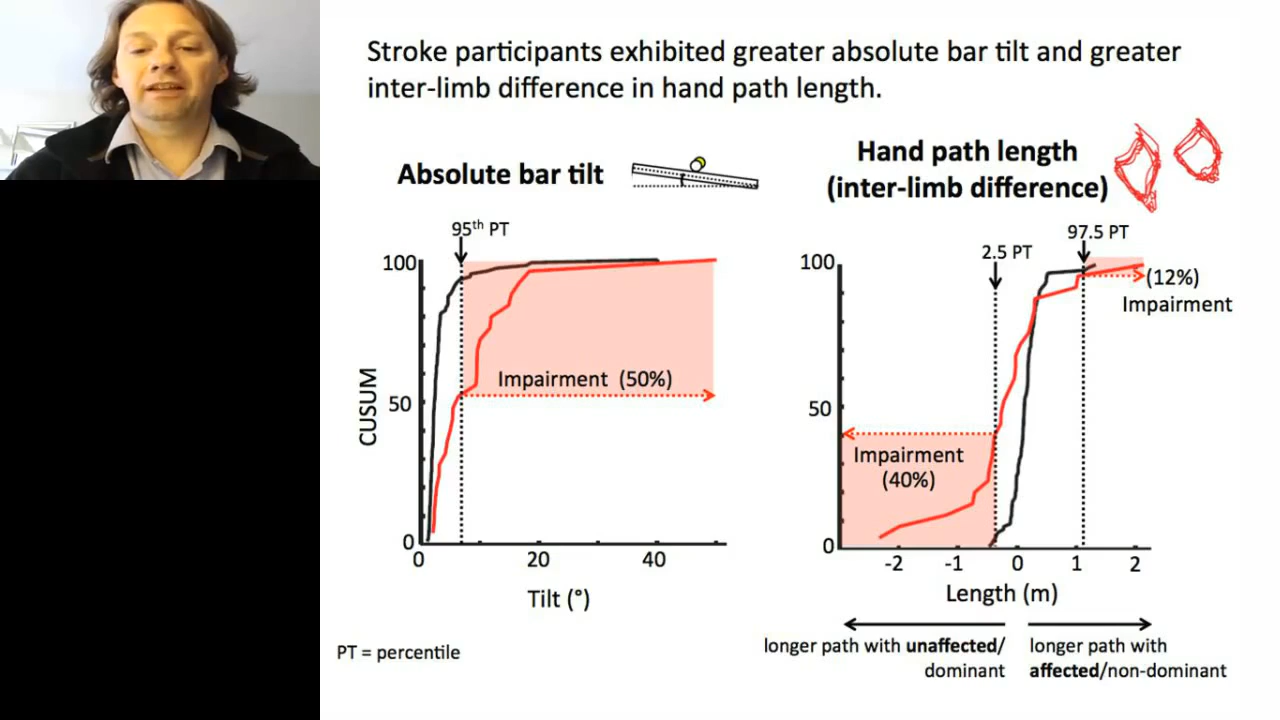 Stroke participants exhibited greater absolute bar tilt and greater
inter-limb difference in hand path length.
Absolute bar tilt
95th PT
100
50
0
CUSUM
Impairment (50%)
0
20
40
Tilt (°)
PT = percentile
Hand path length
(inter-limb difference)
97.5 PT
2.5 PT
100
50
0
(12%)
Impairment
Impairment
(40%)
-2
-1
0
1
2
Length (m)
longer path with unaffected/
dominant
longer path with
affected/non-dominant